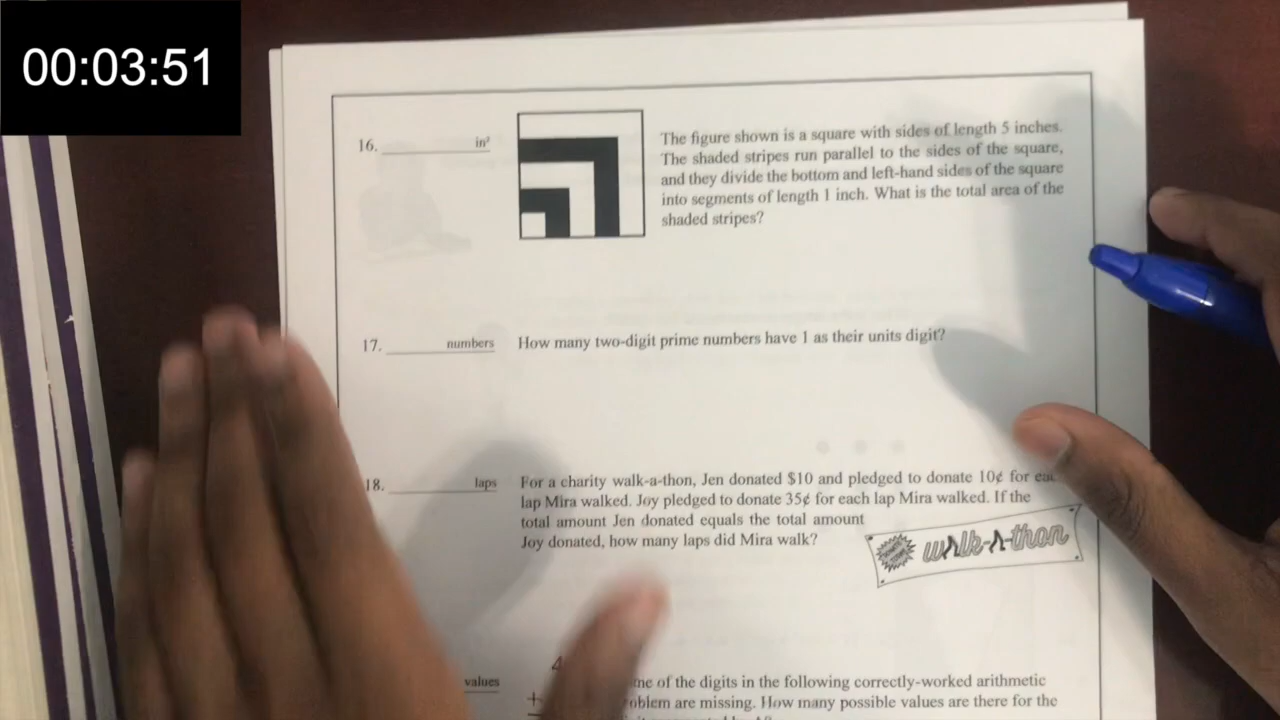 00:03:51
16. ________ in²
The figure shown is a square with sides of length 5 inches.
The shaded stripes run parallel to the sides of the square,
and they divide the bottom and left-hand sides of the square
into segments of length 1 inch. What is the total area of the
shaded stripes?
17. ________ numbers
How many two-digit prime numbers have 1 as their units digit?
18. ________ laps
For a charity walk-a-thon, Jen donated $10 and pledged to donate 10¢ for
lap Mira walked. Joy pledged to donate 35¢ for each lap Mira walked. If the
total amount Jen donated equals the total amount
Joy donated, how many laps did Mira walk?
walk-a-thon
values
4
+
of the digits in the following correctly-worked arithmetic
are missing. How many possible values are there for the